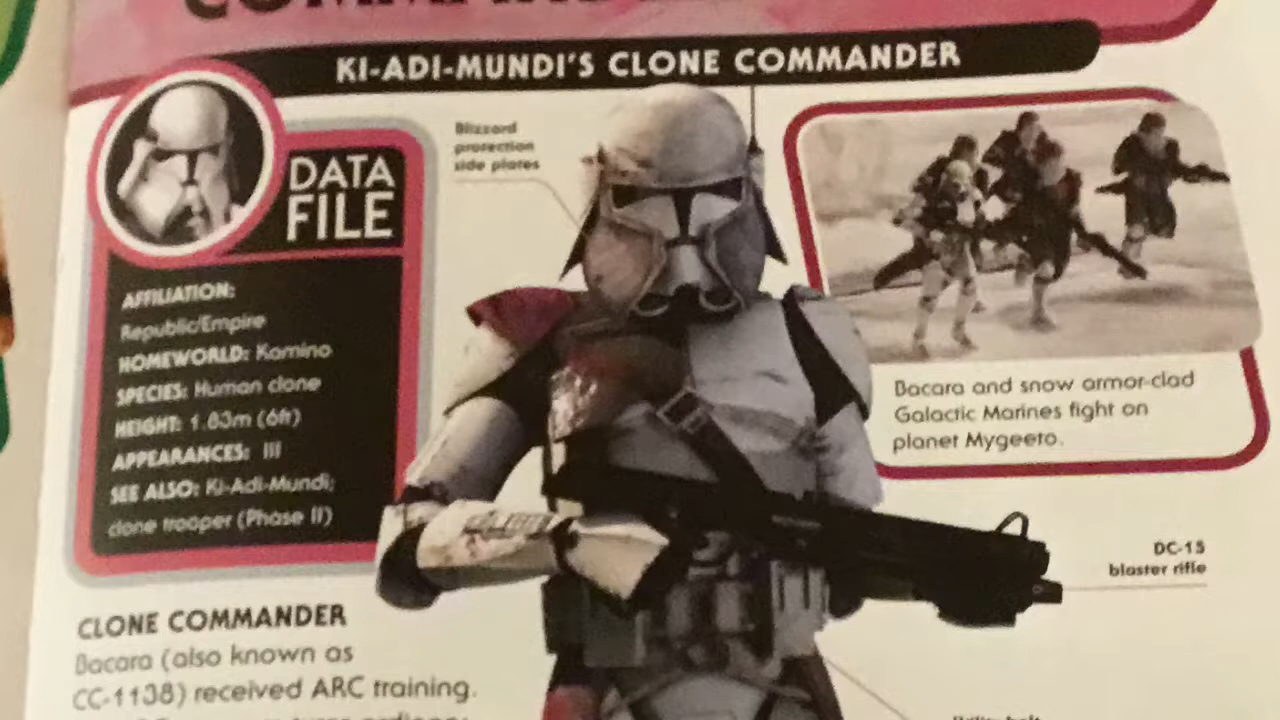 KI-ADI-MUNDI'S CLONE COMMANDER
Blizzard
protection
side plates
DATA
FILE
AFFILIATION:
Republic/Empire
HOMEWORLD: Kamino
SPECIES: Human clone
HEIGHT: 1.83m (6ft)
APPEARANCES: III
SEE ALSO: Ki-Adi-Mundi;
clone trooper (Phase II)
Bacara and snow armor-clad
Galactic Marines fight on
planet Mygeeto.
DC-15
blaster rifle
CLONE COMMANDER
Bacara (also known as
CC-1138) received ARC training.